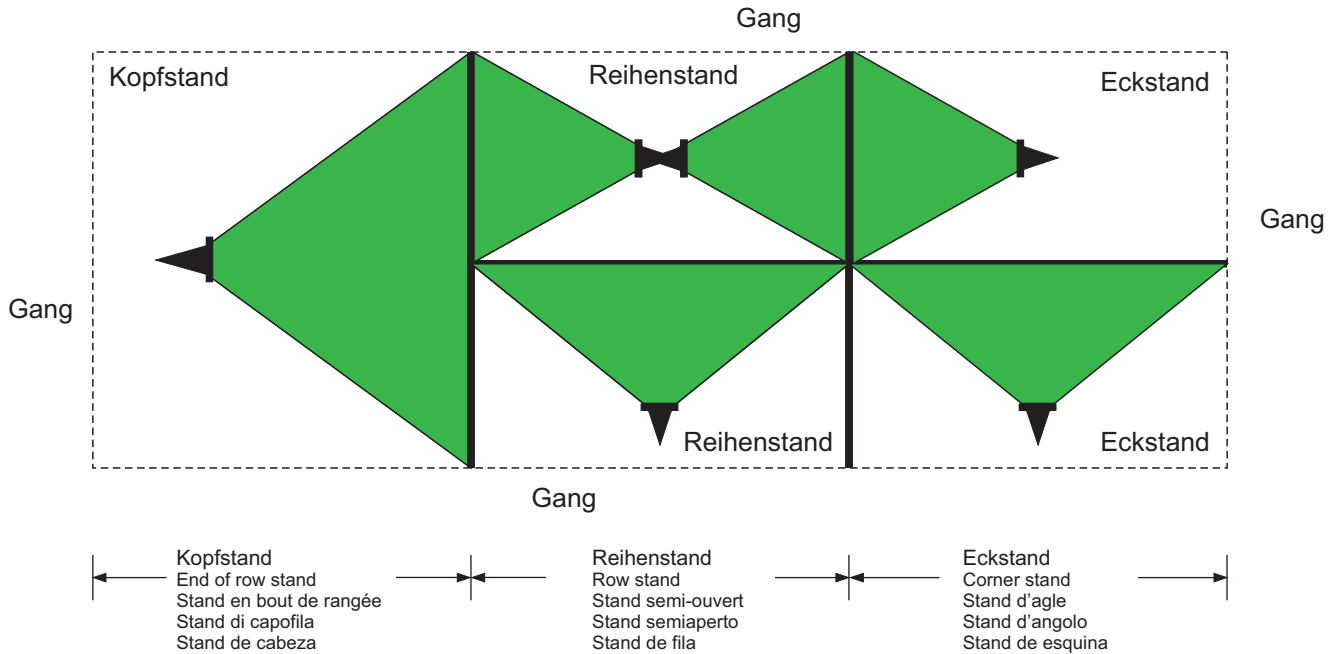 Gang
Kopfstand
Reihenstand
Eckstand
Gang
Gang
Reihenstand
Eckstand
Gang
Kopfstand
End of row stand
Stand en bout de rangée
Stand di capofila
Stand de cabeza
Reihenstand
Row stand
Stand semi-ouvert
Stand semiaperto
Stand de fila
Eckstand
Corner stand
Stand d'agle
Stand d'angolo
Stand de esquina